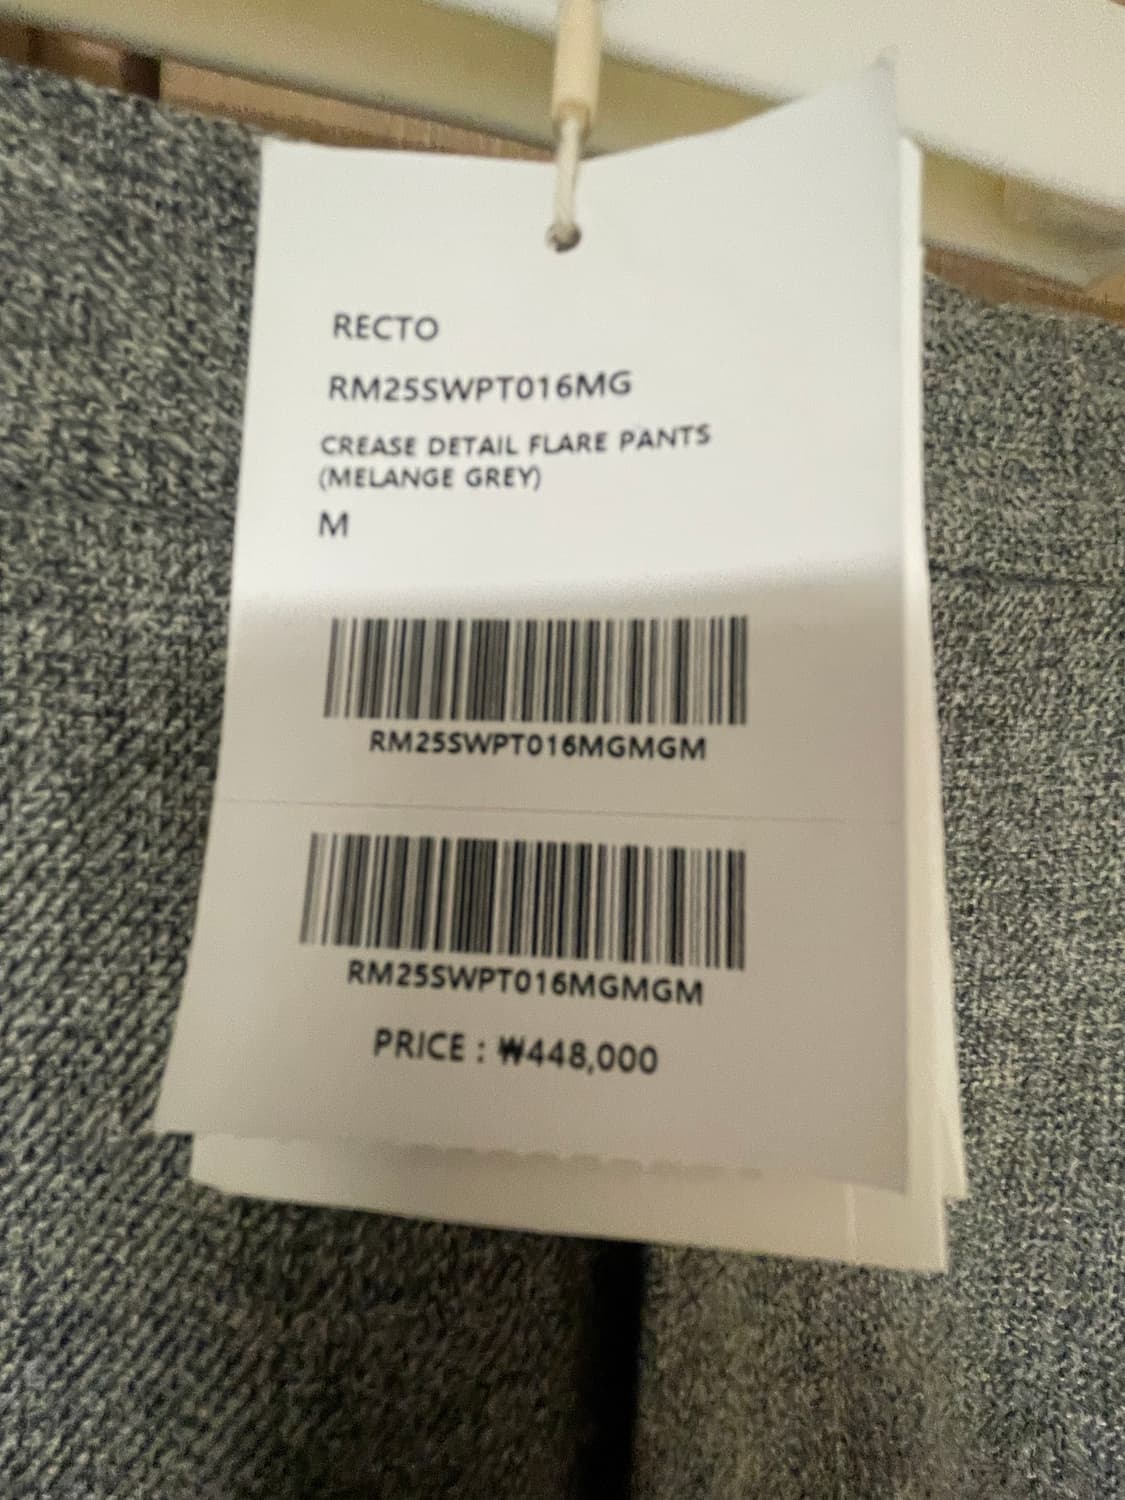 RECTO
RM25SWPT016MG
CREASE DETAIL FLARE PANTS
(MELANGE GREY)
M
RM25SWPT016MGMGM
RM25SWPT016MGMGM
PRICE : ₩448,000